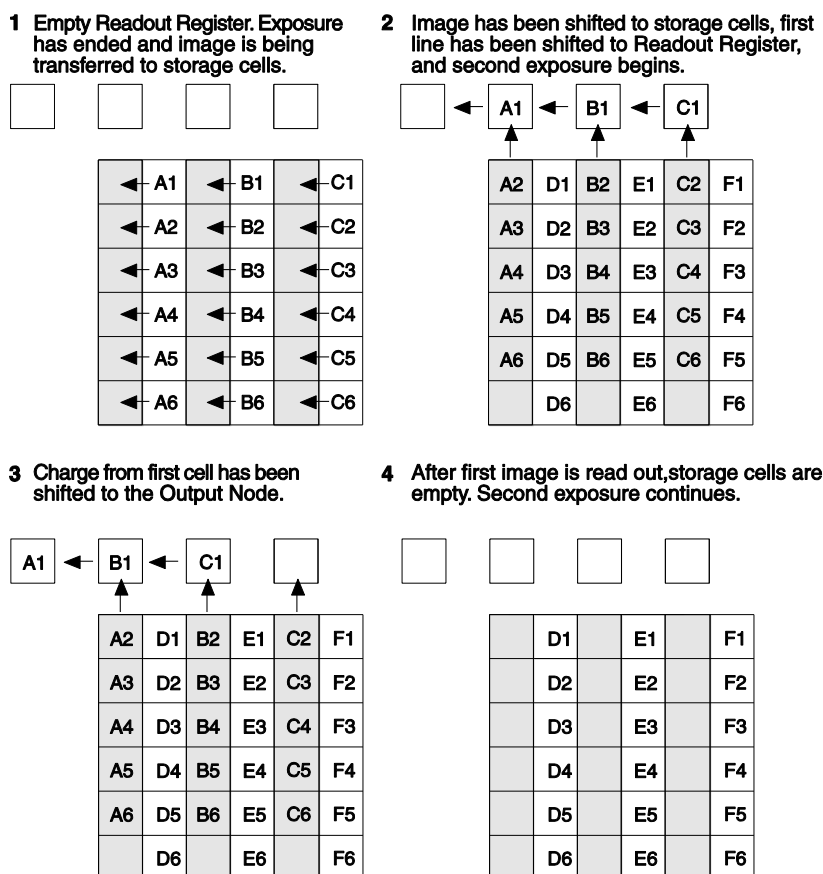 1 Empty Readout Register. Exposure
has ended and image is being
transferred to storage cells.
A1 B1 C1
A2 B2 C2
A3 B3 C3
A4 B4 C4
A5 B5 C5
A6 B6 C6
2 Image has been shifted to storage cells, first
line has been shifted to Readout Register,
and second exposure begins.
A1 B1 C1
A2 D1 B2 E1 C2 F1
A3 D2 B3 E2 C3 F2
A4 D3 B4 E3 C4 F3
A5 D4 B5 E4 C5 F4
A6 D5 B6 E5 C6 F5
D6 E6 F6
3 Charge from first cell has been
shifted to the Output Node.
A1 B1 C1
A2 D1 B2 E1 C2 F1
A3 D2 B3 E2 C3 F2
A4 D3 B4 E3 C4 F3
A5 D4 B5 E4 C5 F4
A6 D5 B6 E5 C6 F5
D6 E6 F6
4 After first image is read out,storage cells are
empty. Second exposure continues.
D1 E1 F1
D2 E2 F2
D3 E3 F3
D4 E4 F4
D5 E5 F5
D6 E6 F6